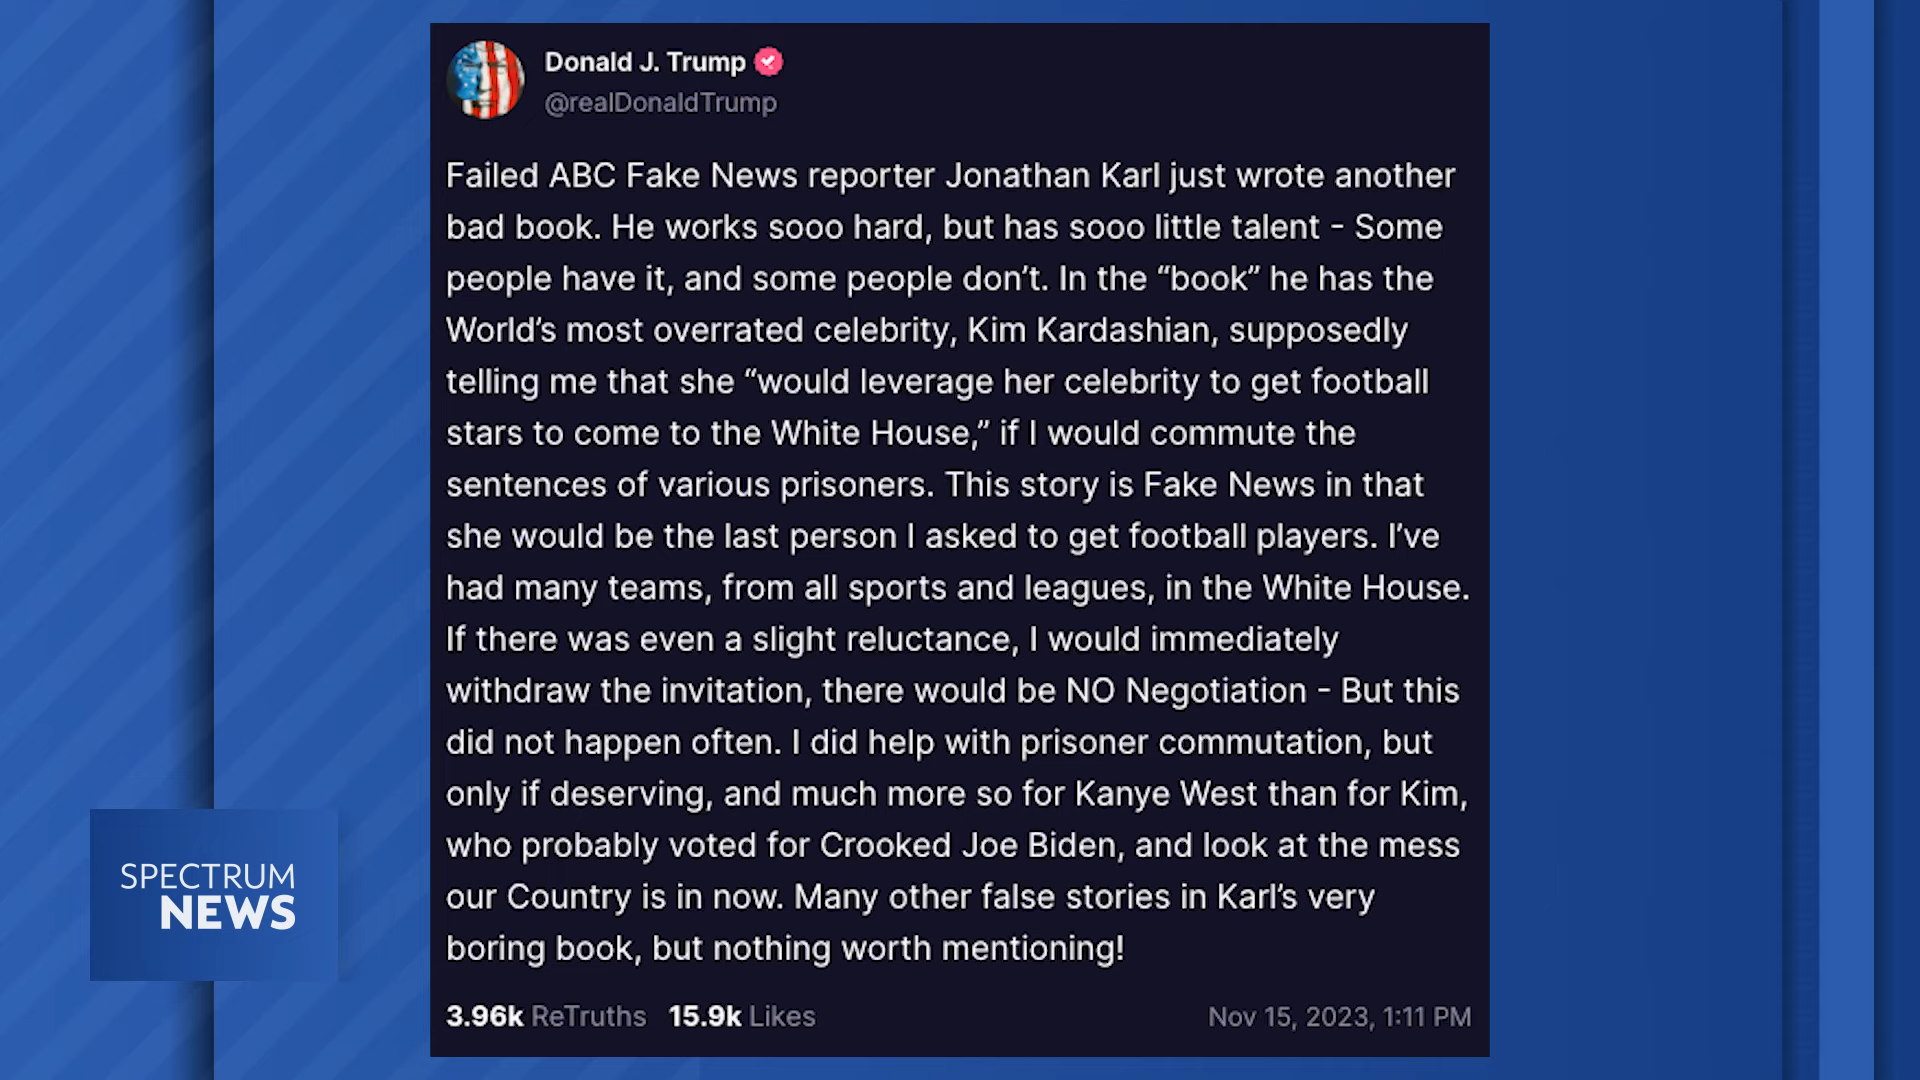 Donald J. Trump
@realDonaldTrump
Failed ABC Fake News reporter Jonathan Karl just wrote another
bad book. He works sooo hard, but has sooo little talent - Some
people have it, and some people don’t. In the “book” he has the
World’s most overrated celebrity, Kim Kardashian, supposedly
telling me that she “would leverage her celebrity to get football
stars to come to the White House,” if I would commute the
sentences of various prisoners. This story is Fake News in that
she would be the last person I asked to get football players. I’ve
had many teams, from all sports and leagues, in the White House.
If there was even a slight reluctance, I would immediately
withdraw the invitation, there would be NO Negotiation - But this
did not happen often. I did help with prisoner commutation, but
only if deserving, and much more so for Kanye West than for Kim,
who probably voted for Crooked Joe Biden, and look at the mess
our Country is in now. Many other false stories in Karl’s very
boring book, but nothing worth mentioning!
3.96k ReTruths 15.9k Likes Nov 15, 2023, 1:11 PM
SPECTRUM
NEWS